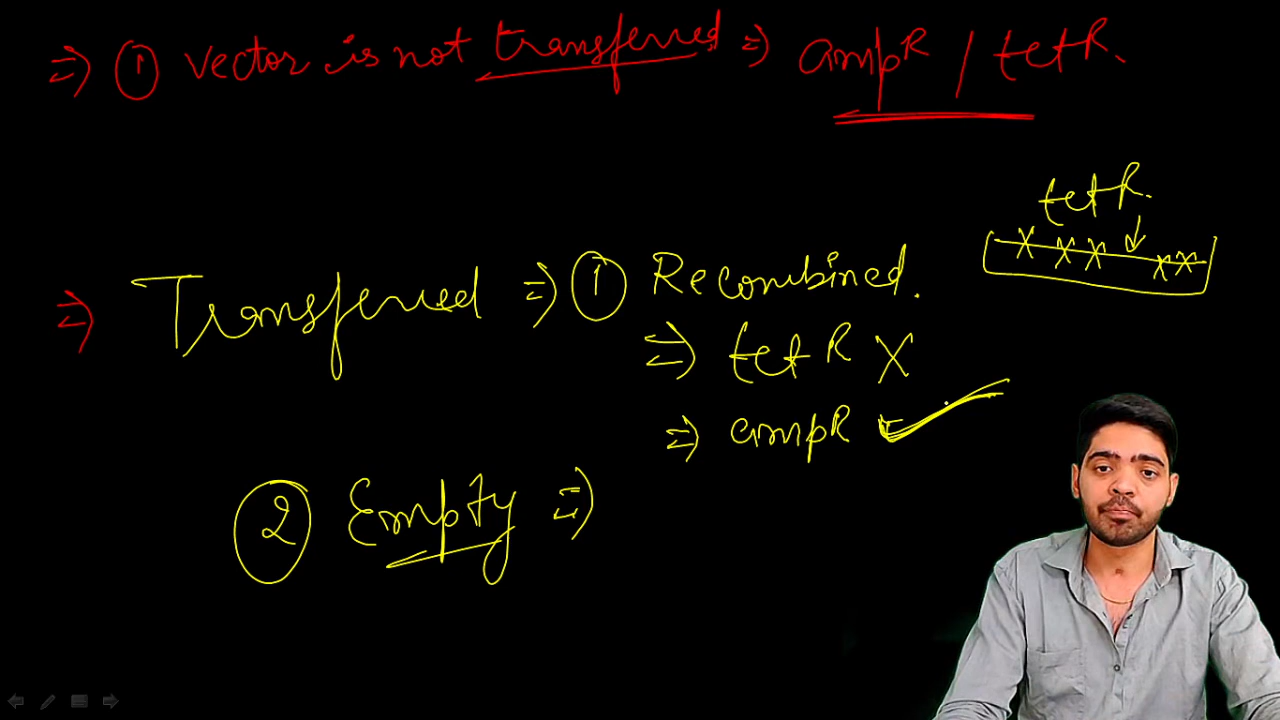 ⇒ ① Vector is not transferred ⇒ ampR / tetR.
tetR.
⇒ Transferred ⇒ ① Recombined.
⇒ tetR X
⇒ ampR ✓
② Empty ⇒